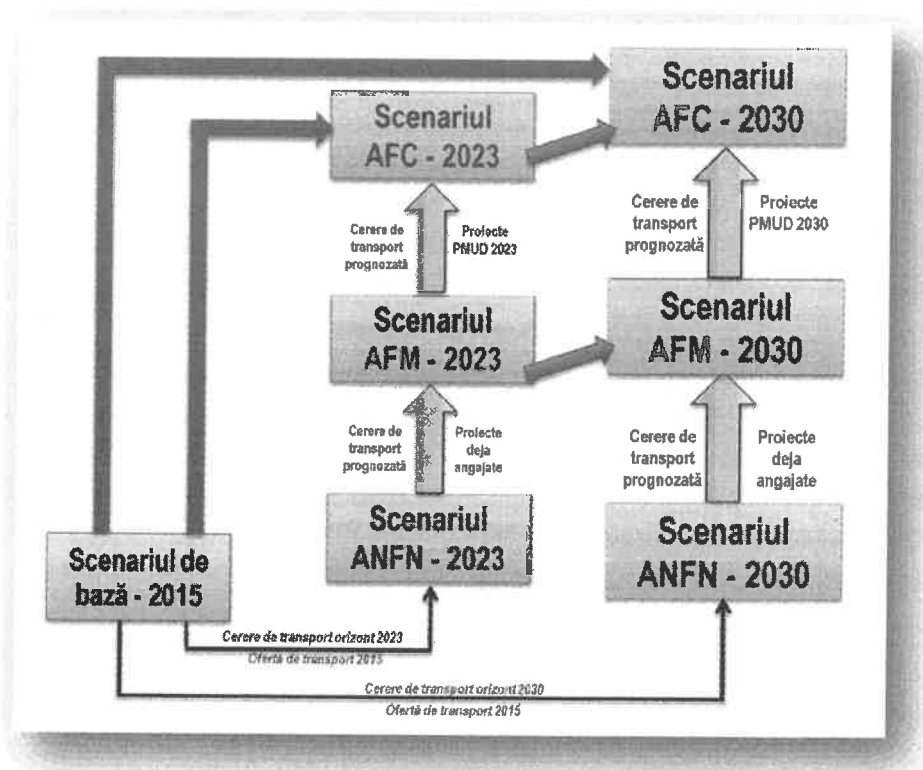 Scenariul
AFC - 2030
Scenariul
AFC - 2023
Cerere de
transport
prognozată
Proiecte
PMUD 2023
Cerere de
transport
prognozată
Proiecte
PMUD 2030
Scenariul
AFM - 2023
Scenariul
AFM - 2030
Cerere de
transport
prognozată
Proiecte
deja
angajate
Cerere de
transport
prognozată
Proiecte
deja
angajate
Scenariul
ANFN - 2023
Scenariul
ANFN - 2030
Scenariul de
bază - 2015
Cerere de transport orizont 2023
Ofertă de transport 2015
Cerere de transport orizont 2030
Ofertă de transport 2015